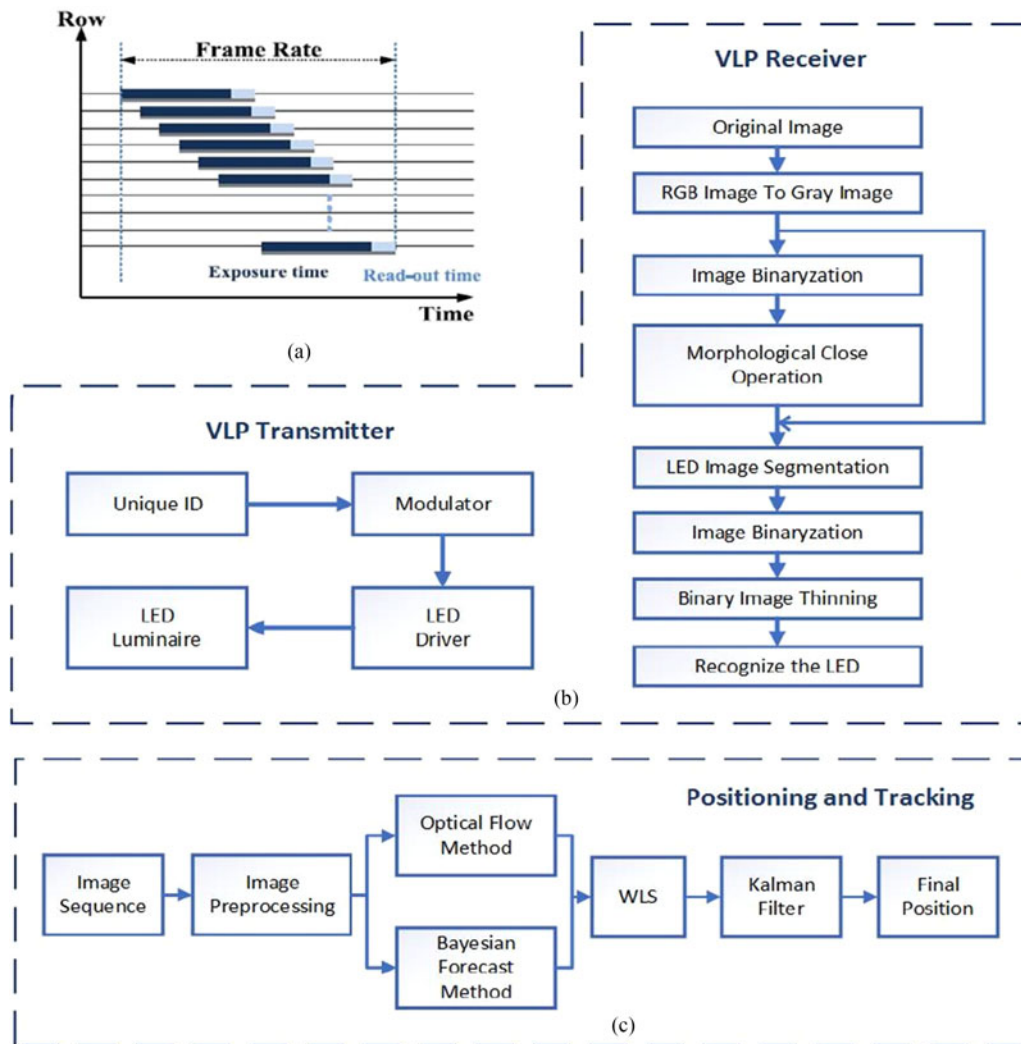 Row
Frame Rate
Exposure time
Read-out time
Time
(a)
VLP Receiver
Original Image
RGB Image To Gray Image
Image Binaryzation
Morphological Close
Operation
LED Image Segmentation
Image Binaryzation
Binary Image Thinning
Recognize the LED
VLP Transmitter
Unique ID
Modulator
LED
Luminaire
LED
Driver
(b)
Positioning and Tracking
Image
Sequence
Image
Preprocessing
Optical Flow
Method
Bayesian
Forecast
Method
WLS
Kalman
Filter
Final
Position
(c)